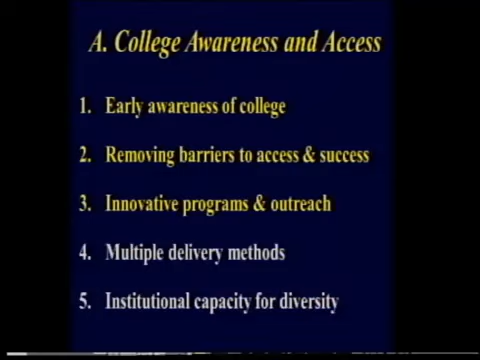 A. College Awareness and Access
1. Early awareness of college
2. Removing barriers to access & success
3. Innovative programs & outreach
4. Multiple delivery methods
5. Institutional capacity for diversity